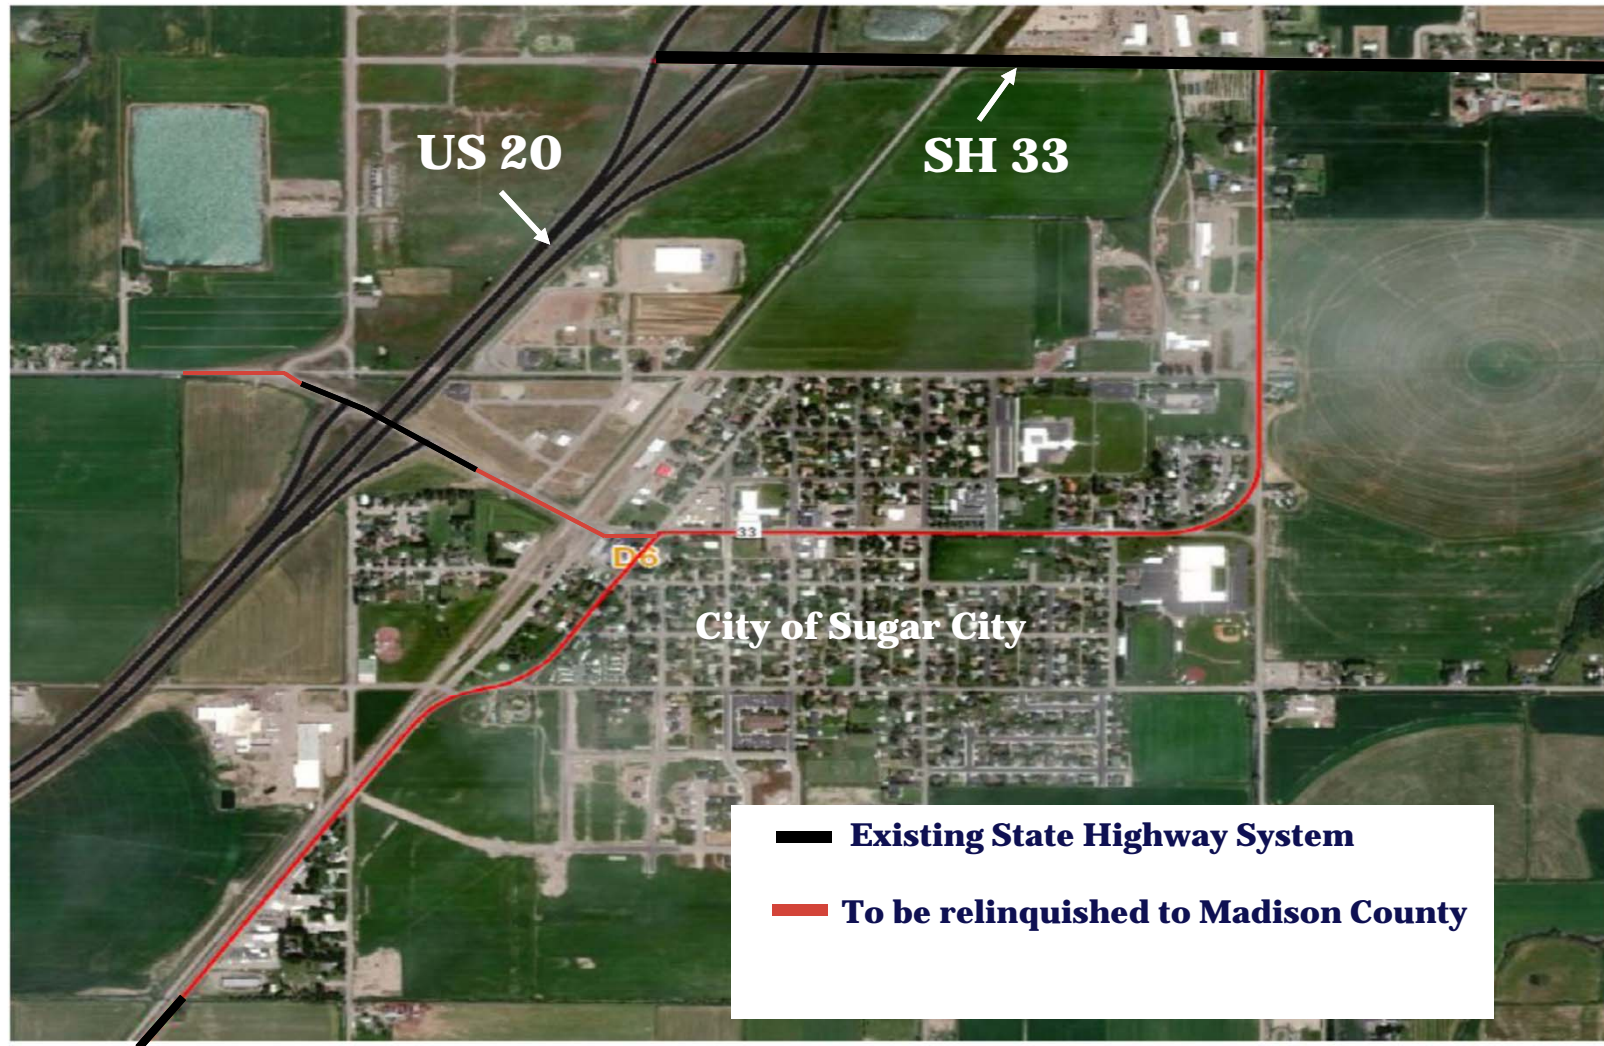 US 20
SH 33
33
D6
City of Sugar City
Existing State Highway System
To be relinquished to Madison County